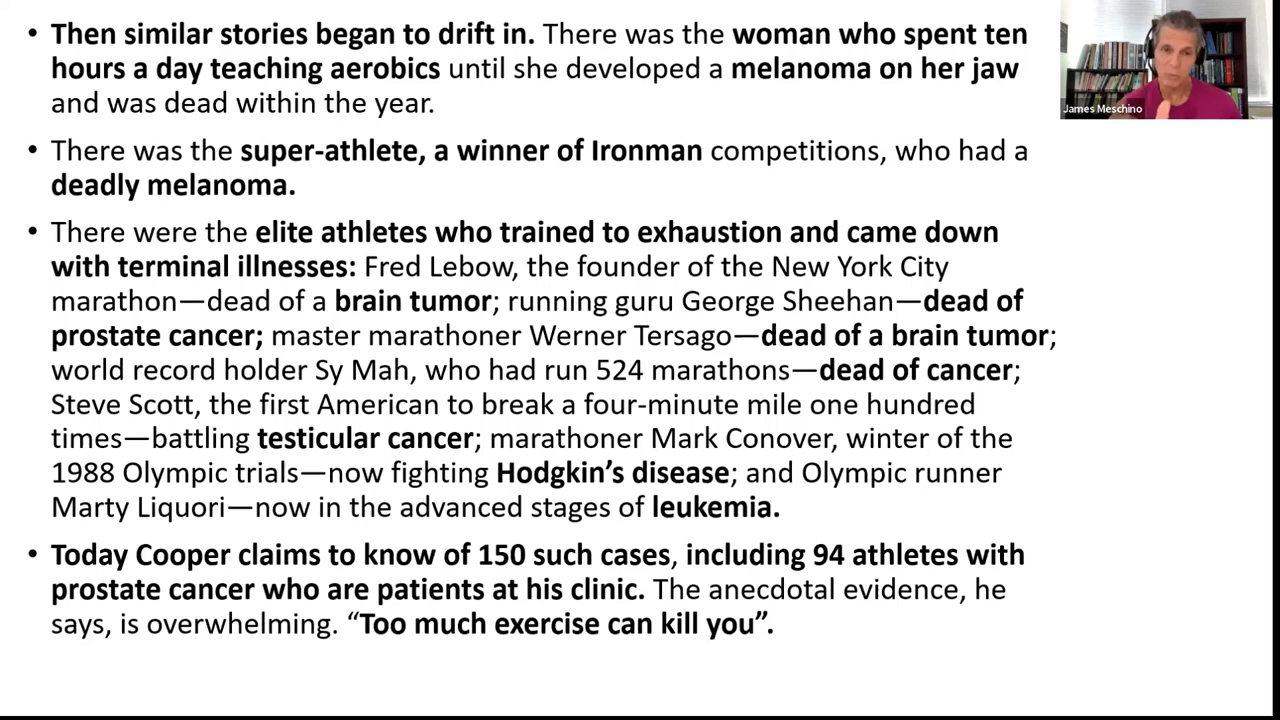 • Then similar stories began to drift in. There was the woman who spent ten
hours a day teaching aerobics until she developed a melanoma on her jaw
and was dead within the year.
• There was the super-athlete, a winner of Ironman competitions, who had a
deadly melanoma.
• There were the elite athletes who trained to exhaustion and came down
with terminal illnesses: Fred Lebow, the founder of the New York City
marathon—dead of a brain tumor; running guru George Sheehan—dead of
prostate cancer; master marathoner Werner Tersago—dead of a brain tumor;
world record holder Sy Mah, who had run 524 marathons—dead of cancer;
Steve Scott, the first American to break a four-minute mile one hundred
times—battling testicular cancer; marathoner Mark Conover, winter of the
1988 Olympic trials—now fighting Hodgkin’s disease; and Olympic runner
Marty Liquori—now in the advanced stages of leukemia.
• Today Cooper claims to know of 150 such cases, including 94 athletes with
prostate cancer who are patients at his clinic. The anecdotal evidence, he
says, is overwhelming. “Too much exercise can kill you”.
James Meschino